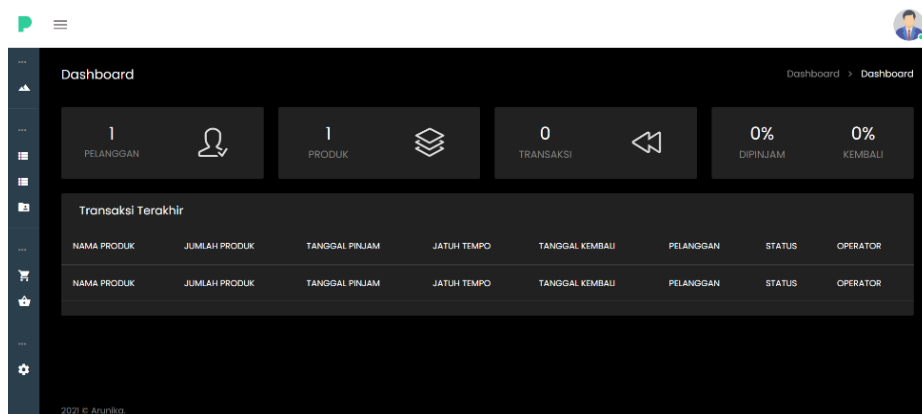 Dashboard
Dashboard > Dashboard
1
PELANGGAN
1
PRODUK
0
TRANSAKSI
0%
DIPINJAM
0%
KEMBALI
Transaksi Terakhir
NAMA PRODUK JUMLAH PRODUK TANGGAL PINJAM JATUH TEMPO TANGGAL KEMBALI PELANGGAN STATUS OPERATOR
NAMA PRODUK JUMLAH PRODUK TANGGAL PINJAM JATUH TEMPO TANGGAL KEMBALI PELANGGAN STATUS OPERATOR
2021 © Arunika.